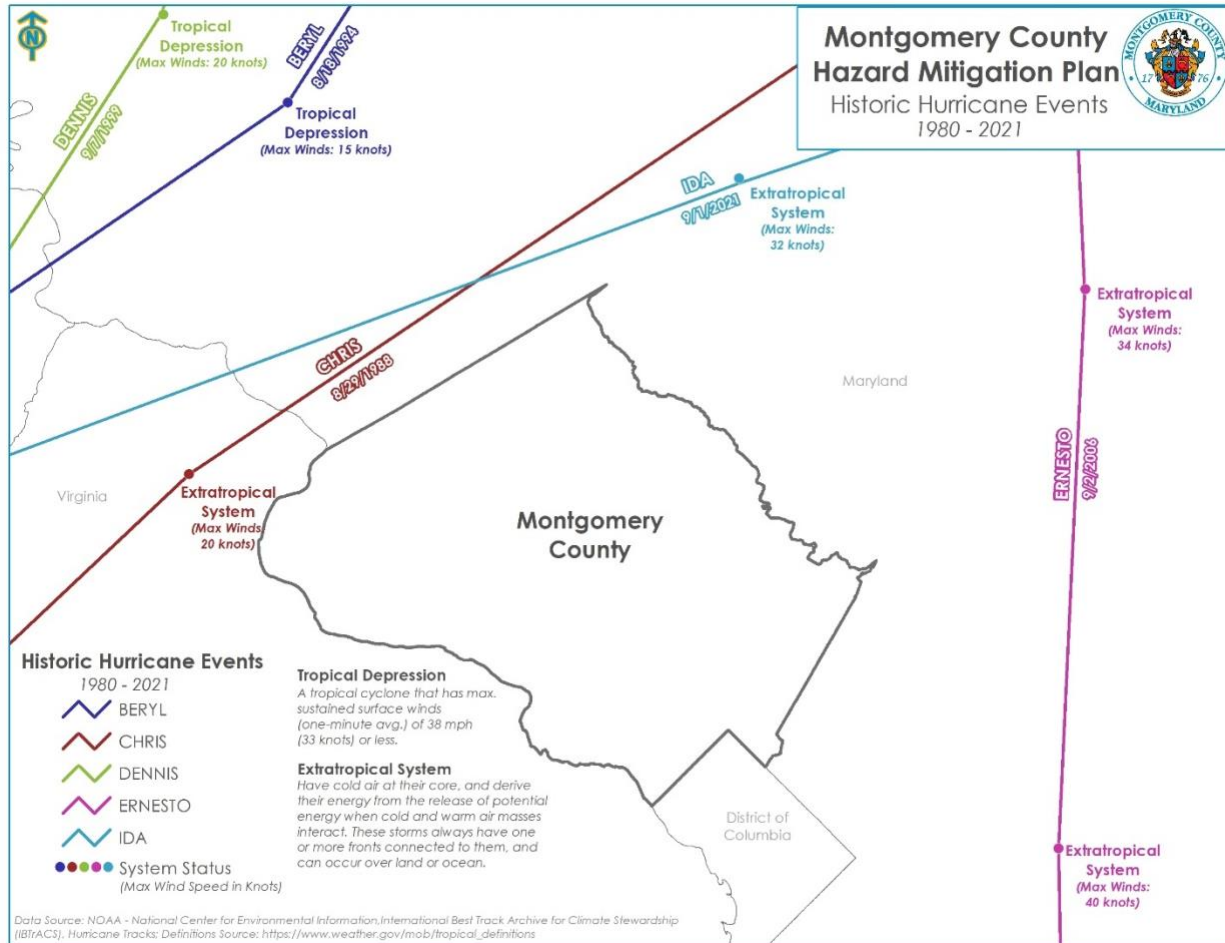 N
Tropical
Depression
(Max Winds: 20 knots)
DENNIS
9/7/1999
BERYL
8/18/1994
Tropical
Depression
(Max Winds: 15 knots)
Montgomery County
Hazard Mitigation Plan
Historic Hurricane Events
1980 - 2021
MONTGOMERY COUNTY
17 76
MARYLAND
IDA
9/1/2021
Extratropical
System
(Max Winds:
32 knots)
Extratropical
System
(Max Winds:
34 knots)
CHRIS
8/29/1988
Maryland
ERNESTO
9/2/2006
Virginia
Extratropical
System
(Max Winds:
20 knots)
Montgomery
County
Historic Hurricane Events
1980 - 2021
BERYL
CHRIS
DENNIS
ERNESTO
IDA
System Status
(Max Wind Speed in Knots)
Tropical Depression
A tropical cyclone that has max.
sustained surface winds
(one-minute avg.) of 38 mph
(33 knots) or less.
Extratropical System
Have cold air at their core, and derive
their energy from the release of potential
energy when cold and warm air masses
interact. These storms always have one
or more fronts connected to them, and
can occur over land or ocean.
District of
Columbia
Extratropical
System
(Max Winds:
40 knots)
Data Source: NOAA - National Center for Environmental Information,International Best Track Archive for Climate Stewardship
(IBTrACS). Hurricane Tracks; Definitions Source: https://www.weather.gov/mob/tropical_definitions